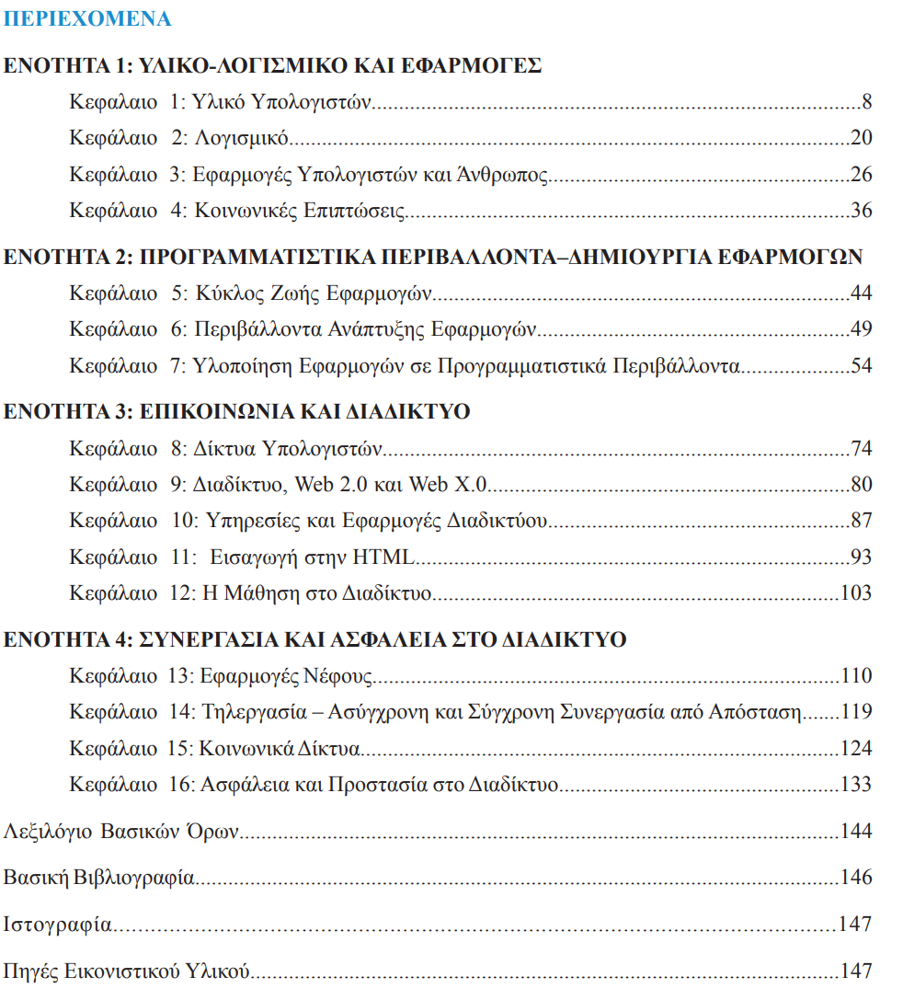 ΠΕΡΙΕΧΟΜΕΝΑ
ΕΝΟΤΗΤΑ 1: ΥΛΙΚΟ-ΛΟΓΙΣΜΙΚΟ ΚΑΙ ΕΦΑΡΜΟΓΕΣ
Κεφαλαιο 1: Υλικό Υπολογιστών..........8
Κεφάλαιο 2: Λογισμικό..........20
Κεφάλαιο 3: Εφαρμογές Υπολογιστών και Άνθρωπος..........26
Κεφάλαιο 4: Κοινωνικές Επιπτώσεις..........36
ΕΝΟΤΗΤΑ 2: ΠΡΟΓΡΑΜΜΑΤΙΣΤΙΚΑ ΠΕΡΙΒΑΛΛΟΝΤΑ–ΔΗΜΙΟΥΡΓΙΑ ΕΦΑΡΜΟΓΩΝ
Κεφάλαιο 5: Κύκλος Ζωής Εφαρμογών..........44
Κεφάλαιο 6: Περιβάλλοντα Ανάπτυξης Εφαρμογών..........49
Κεφάλαιο 7: Υλοποίηση Εφαρμογών σε Προγραμματιστικά Περιβάλλοντα..........54
ΕΝΟΤΗΤΑ 3: ΕΠΙΚΟΙΝΩΝΙΑ ΚΑΙ ΔΙΑΔΙΚΤΥΟ
Κεφάλαιο 8: Δίκτυα Υπολογιστών..........74
Κεφάλαιο 9: Διαδίκτυο, Web 2.0 και Web X.0..........80
Κεφάλαιο 10: Υπηρεσίες και Εφαρμογές Διαδικτύου..........87
Κεφάλαιο 11: Εισαγωγή στην HTML..........93
Κεφάλαιο 12: Η Μάθηση στο Διαδίκτυο..........103
ΕΝΟΤΗΤΑ 4: ΣΥΝΕΡΓΑΣΙΑ ΚΑΙ ΑΣΦΑΛΕΙΑ ΣΤΟ ΔΙΑΔΙΚΤΥΟ
Κεφάλαιο 13: Εφαρμογές Νέφους..........110
Κεφάλαιο 14: Τηλεργασία – Ασύγχρονη και Σύγχρονη Συνεργασία από Απόσταση.......119
Κεφάλαιο 15: Κοινωνικά Δίκτυα..........124
Κεφάλαιο 16: Ασφάλεια και Προστασία στο Διαδίκτυο..........133
Λεξιλόγιο Βασικών Όρων..........144
Βασική Βιβλιογραφία..........146
Ιστογραφία..........147
Πηγές Εικονιστικού Υλικού..........147